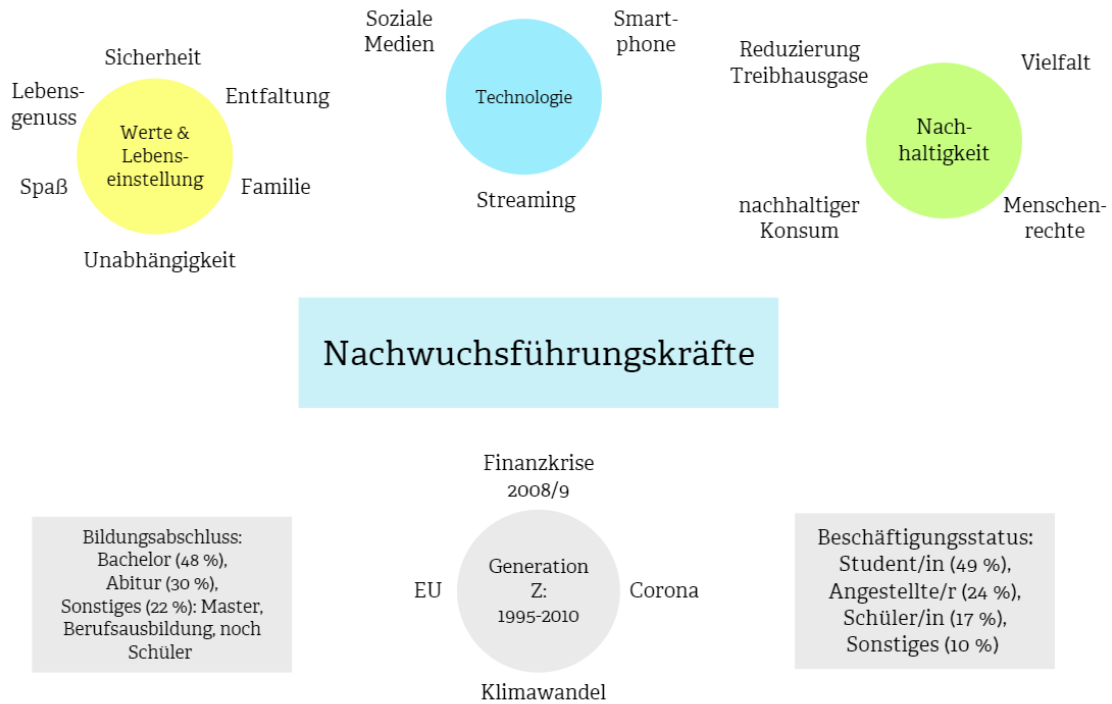 Sicherheit
Lebens-
genuss
Entfaltung
Werte &
Lebens-
einstellung
Spaß
Familie
Unabhängigkeit
Soziale
Medien
Smart-
phone
Technologie
Streaming
Reduzierung
Treibhausgase
Vielfalt
Nach-
haltigkeit
nachhaltiger
Konsum
Menschen-
rechte
Nachwuchsführungskräfte
Bildungsabschluss:
Bachelor (48 %),
Abitur (30 %),
Sonstiges (22 %): Master,
Berufsausbildung, noch
Schüler
Finanzkrise
2008/9
EU
Generation
Z:
1995-2010
Corona
Klimawandel
Beschäftigungsstatus:
Student/in (49 %),
Angestellte/r (24 %),
Schüler/in (17 %),
Sonstiges (10 %)